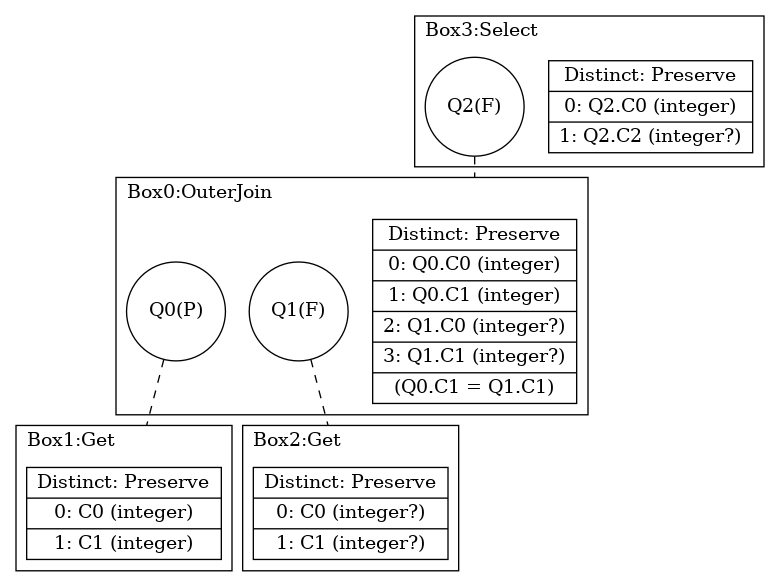 Box3:Select
Q2(F)
Distinct: Preserve
0: Q2.C0 (integer)
1: Q2.C2 (integer?)
Box0:OuterJoin
Q0(P)
Q1(F)
Distinct: Preserve
0: Q0.C0 (integer)
1: Q0.C1 (integer)
2: Q1.C0 (integer?)
3: Q1.C1 (integer?)
(Q0.C1 = Q1.C1)
Box1:Get
Distinct: Preserve
0: C0 (integer)
1: C1 (integer)
Box2:Get
Distinct: Preserve
0: C0 (integer?)
1: C1 (integer?)